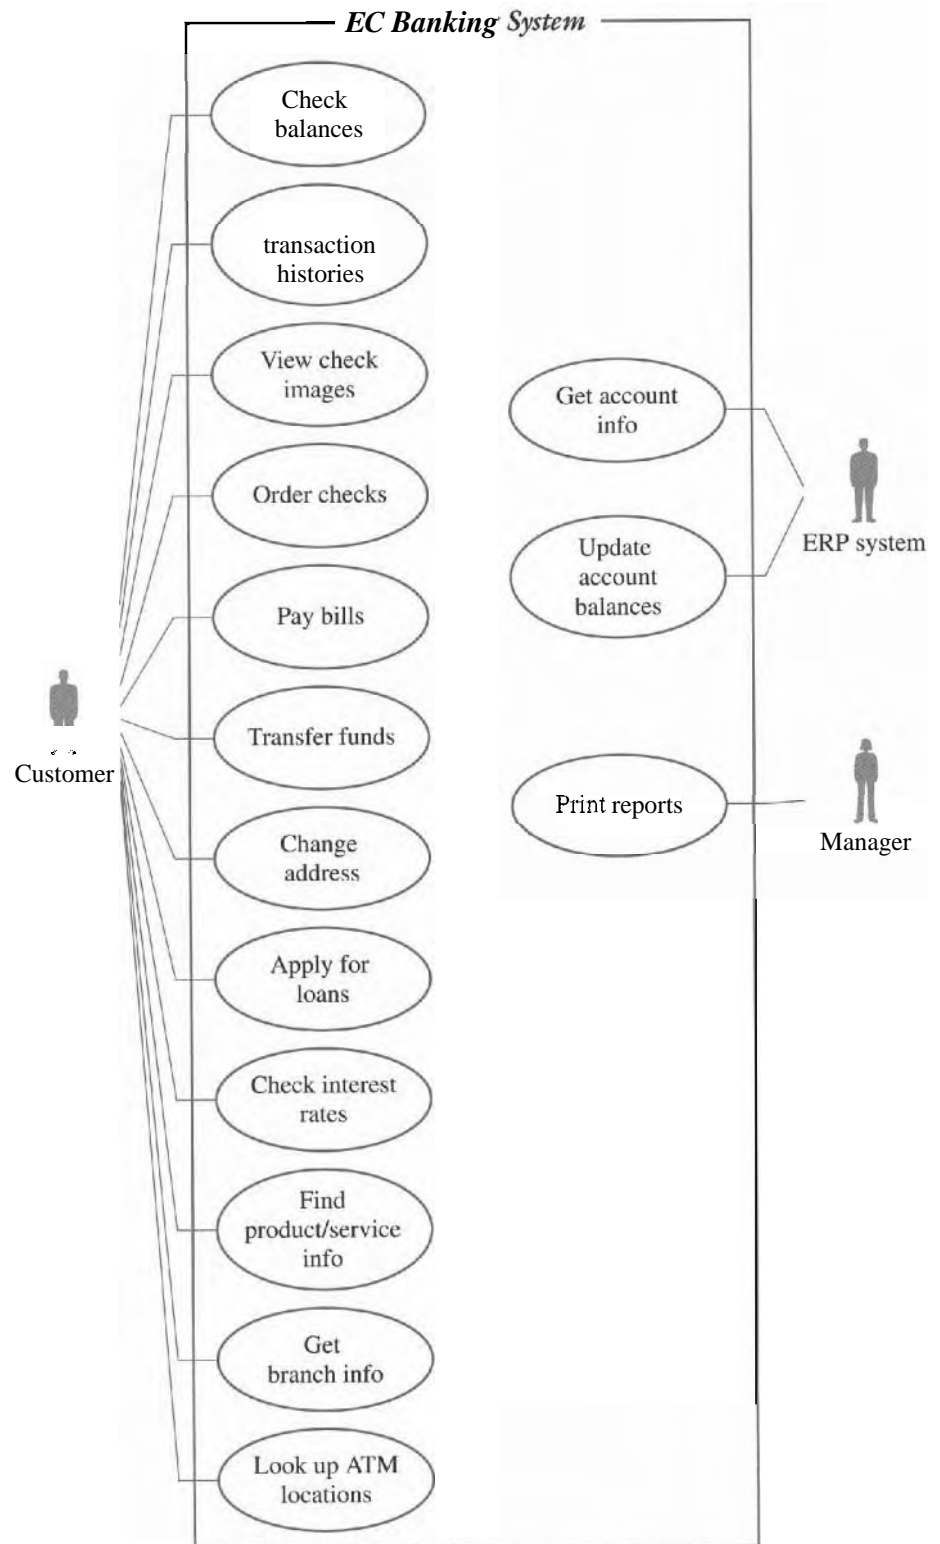 EC Banking System
Check
balances
transaction
histories
View check
images
Order checks
Pay bills
Transfer funds
Change
address
Apply for
loans
Check interest
rates
Find
product/service
info
Get
branch info
Look up ATM
locations
Customer
Get account
info
Update
account
balances
Print reports
ERP system
Manager